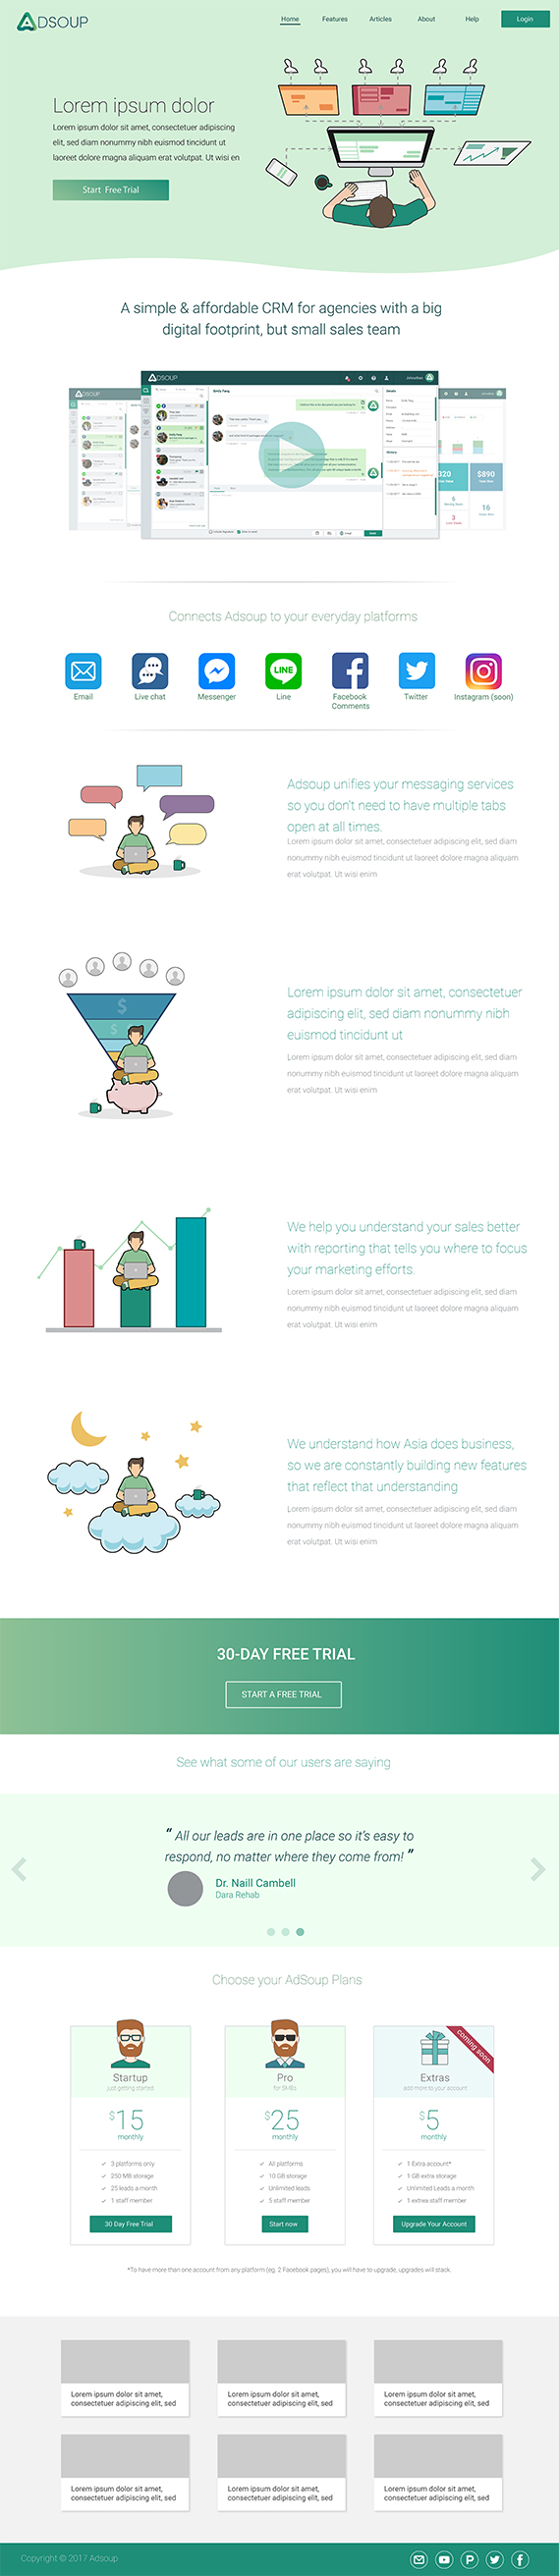 ADSOUP
Home Features Articles About Help Login
Lorem ipsum dolor
Lorem ipsum dolor sit amet, consectetuer adipiscing
elit, sed diam nonummy nibh euismod tincidunt ut
laoreet dolore magna aliquam erat volutpat. Ut wisi en
Start Free Trial
A simple & affordable CRM for agencies with a big
digital footprint, but small sales team
ADSOUP
ADSOUP
320
$890
6
16
3
Connects Adsoup to your everyday platforms
LINE
Email
Live chat
Messenger
Line
Facebook
Comments
Twitter
Instagram (soon)
Adsoup unifies your messaging services
so you don't need to have multiple tabs
open at all times.
Lorem ipsum dolor sit amet, consectetuer adipiscing elit, sed diam
nonummy nibh euismod tincidunt ut laoreet dolore magna aliquam
erat volutpat. Ut wisi enim
$
$
Lorem ipsum dolor sit amet, consectetuer
adipiscing elit, sed diam nonummy nibh
euismod tincidunt ut
Lorem ipsum dolor sit amet, consectetuer adipiscing elit, sed diam
nonummy nibh euismod tincidunt ut laoreet dolore magna aliquam
erat volutpat. Ut wisi enim
We help you understand your sales better
with reporting that tells you where to focus
your marketing efforts.
Lorem ipsum dolor sit amet, consectetuer adipiscing elit, sed diam
nonummy nibh euismod tincidunt ut laoreet dolore magna aliquam
erat volutpat. Ut wisi enim
We understand how Asia does business,
so we are constantly building new features
that reflect that understanding
Lorem ipsum dolor sit amet, consectetuer adipiscing elit, sed diam
nonummy nibh euismod tincidunt ut laoreet dolore magna aliquam
erat volutpat. Ut wisi enim
30-DAY FREE TRIAL
START A FREE TRIAL
See what some of our users are saying
“ All our leads are in one place so it's easy to
respond, no matter where they come from! ”
Dr. Naill Cambell
Dara Rehab
Choose your AdSoup Plans
Startup
just getting started
$15
monthly
3 platforms only
250 MB storage
25 leads a month
1 staff member
30 Day Free Trial
Pro
for SMBs
$25
monthly
All platforms
10 GB storage
Unlimited leads
5 staff member
Start now
coming soon
Extras
add more to your account
$5
monthly
1 Extra account*
1 GB extra storage
Unlimited Leads a month
1 extrwa staff member
Upgrade Your Account
*To have more than one account from any platform (eg. 2 Facebook pages), you will have to upgrade, upgrades will stack.
Lorem ipsum dolor sit amet,
consectetuer adipiscing elit, sed
Lorem ipsum dolor sit amet,
consectetuer adipiscing elit, sed
Lorem ipsum dolor sit amet,
consectetuer adipiscing elit, sed
Lorem ipsum dolor sit amet,
consectetuer adipiscing elit, sed
Lorem ipsum dolor sit amet,
consectetuer adipiscing elit, sed
Lorem ipsum dolor sit amet,
consectetuer adipiscing elit, sed
Copyright © 2017 Adsoup